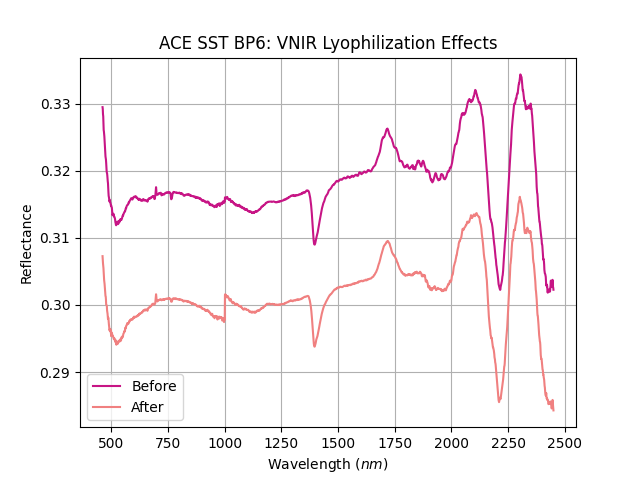 ACE SST BP6: VNIR Lyophilization Effects
0.33
0.32
0.31
0.30
0.29
Reflectance
Before
After
500 750 1000 1250 1500 1750 2000 2250 2500
Wavelength (nm)